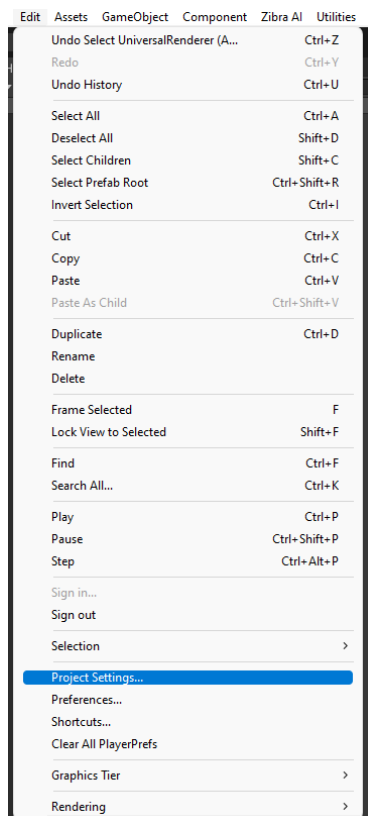 Edit Assets GameObject Component Zibra AI Utilities
Undo Select UniversalRenderer (A... Ctrl+Z
Redo Ctrl+Y
Undo History Ctrl+U
Select All Ctrl+A
Deselect All Shift+D
Select Children Shift+C
Select Prefab Root Ctrl+Shift+R
Invert Selection Ctrl+I
Cut Ctrl+X
Copy Ctrl+C
Paste Ctrl+V
Paste As Child Ctrl+Shift+V
Duplicate Ctrl+D
Rename
Delete
Frame Selected F
Lock View to Selected Shift+F
Find Ctrl+F
Search All... Ctrl+K
Play Ctrl+P
Pause Ctrl+Shift+P
Step Ctrl+Alt+P
Sign in...
Sign out
Selection >
Project Settings...
Preferences...
Shortcuts...
Clear All PlayerPrefs
Graphics Tier >
Rendering >